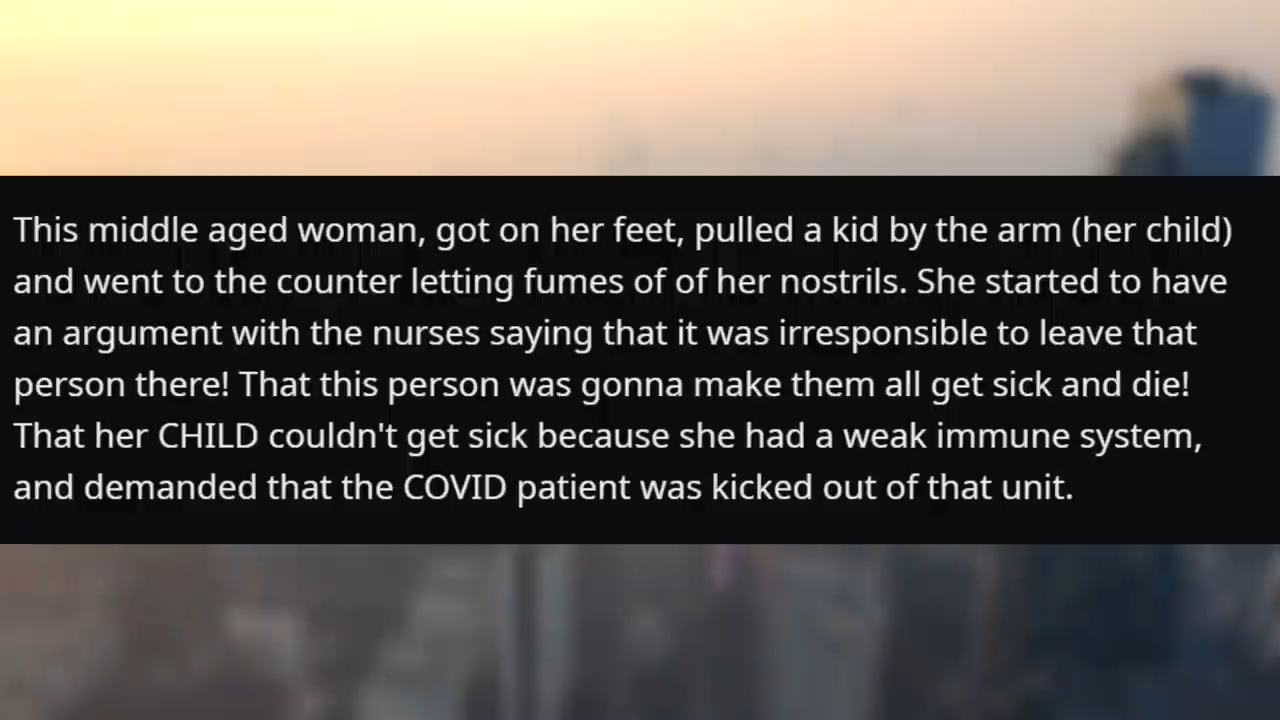 This middle aged woman, got on her feet, pulled a kid by the arm (her child)
and went to the counter letting fumes of of her nostrils. She started to have
an argument with the nurses saying that it was irresponsible to leave that
person there! That this person was gonna make them all get sick and die!
That her CHILD couldn't get sick because she had a weak immune system,
and demanded that the COVID patient was kicked out of that unit.